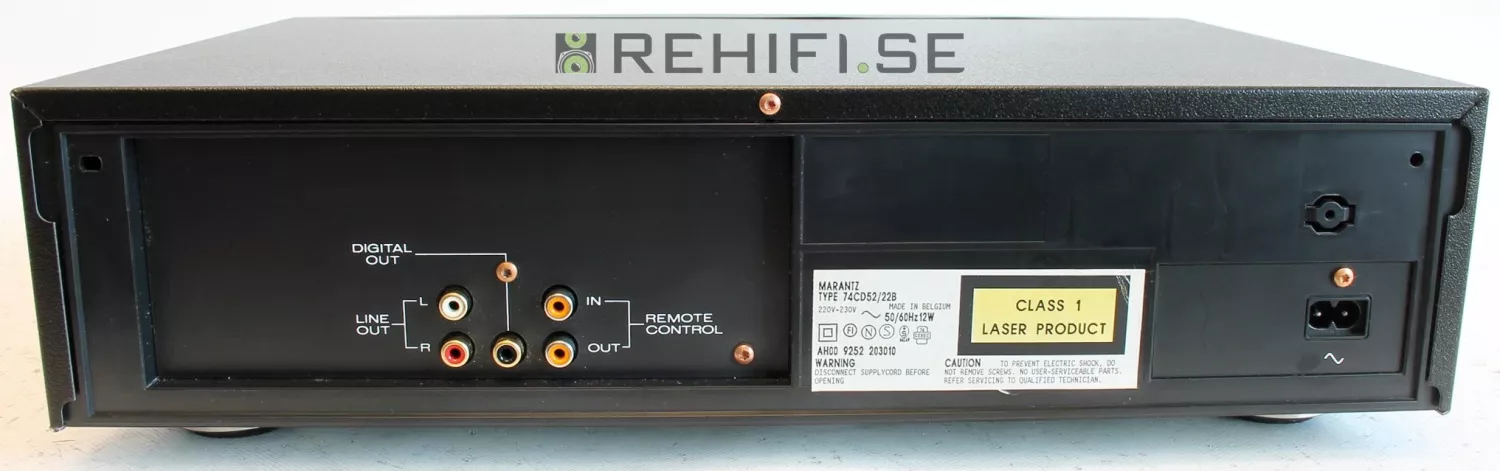 REHIFI.SE
DIGITAL
OUT
L
LINE
OUT
R
IN
REMOTE
CONTROL
OUT
MARANTZ
TYPE 74CD52/22B
MADE IN BELGIUM
220V-230V ~ 50/60Hz 12W
FI N S
AH00 9252 203010
WARNING
DISCONNECT SUPPLYCORD BEFORE
OPENING
CLASS 1
LASER PRODUCT
CAUTION TO PREVENT ELECTRIC SHOCK, DO
NOT REMOVE SCREWS. NO USER-SERVICEABLE PARTS.
REFER SERVICING TO QUALIFIED TECHNICIAN.
~